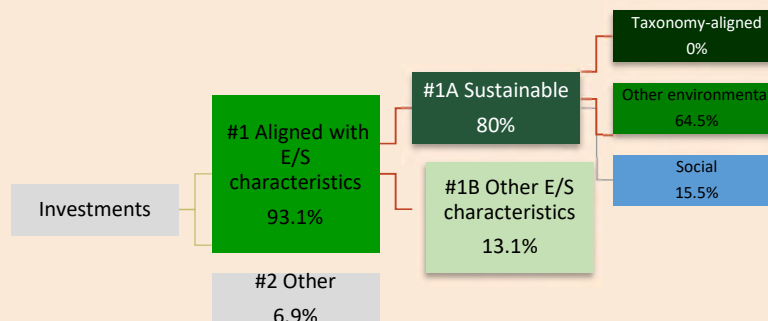 Investments
#1 Aligned with
E/S
characteristics
93.1%
#2 Other
6.9%
#1A Sustainable
80%
#1B Other E/S
characteristics
13.1%
Taxonomy-aligned
0%
Other environmenta
64.5%
Social
15.5%